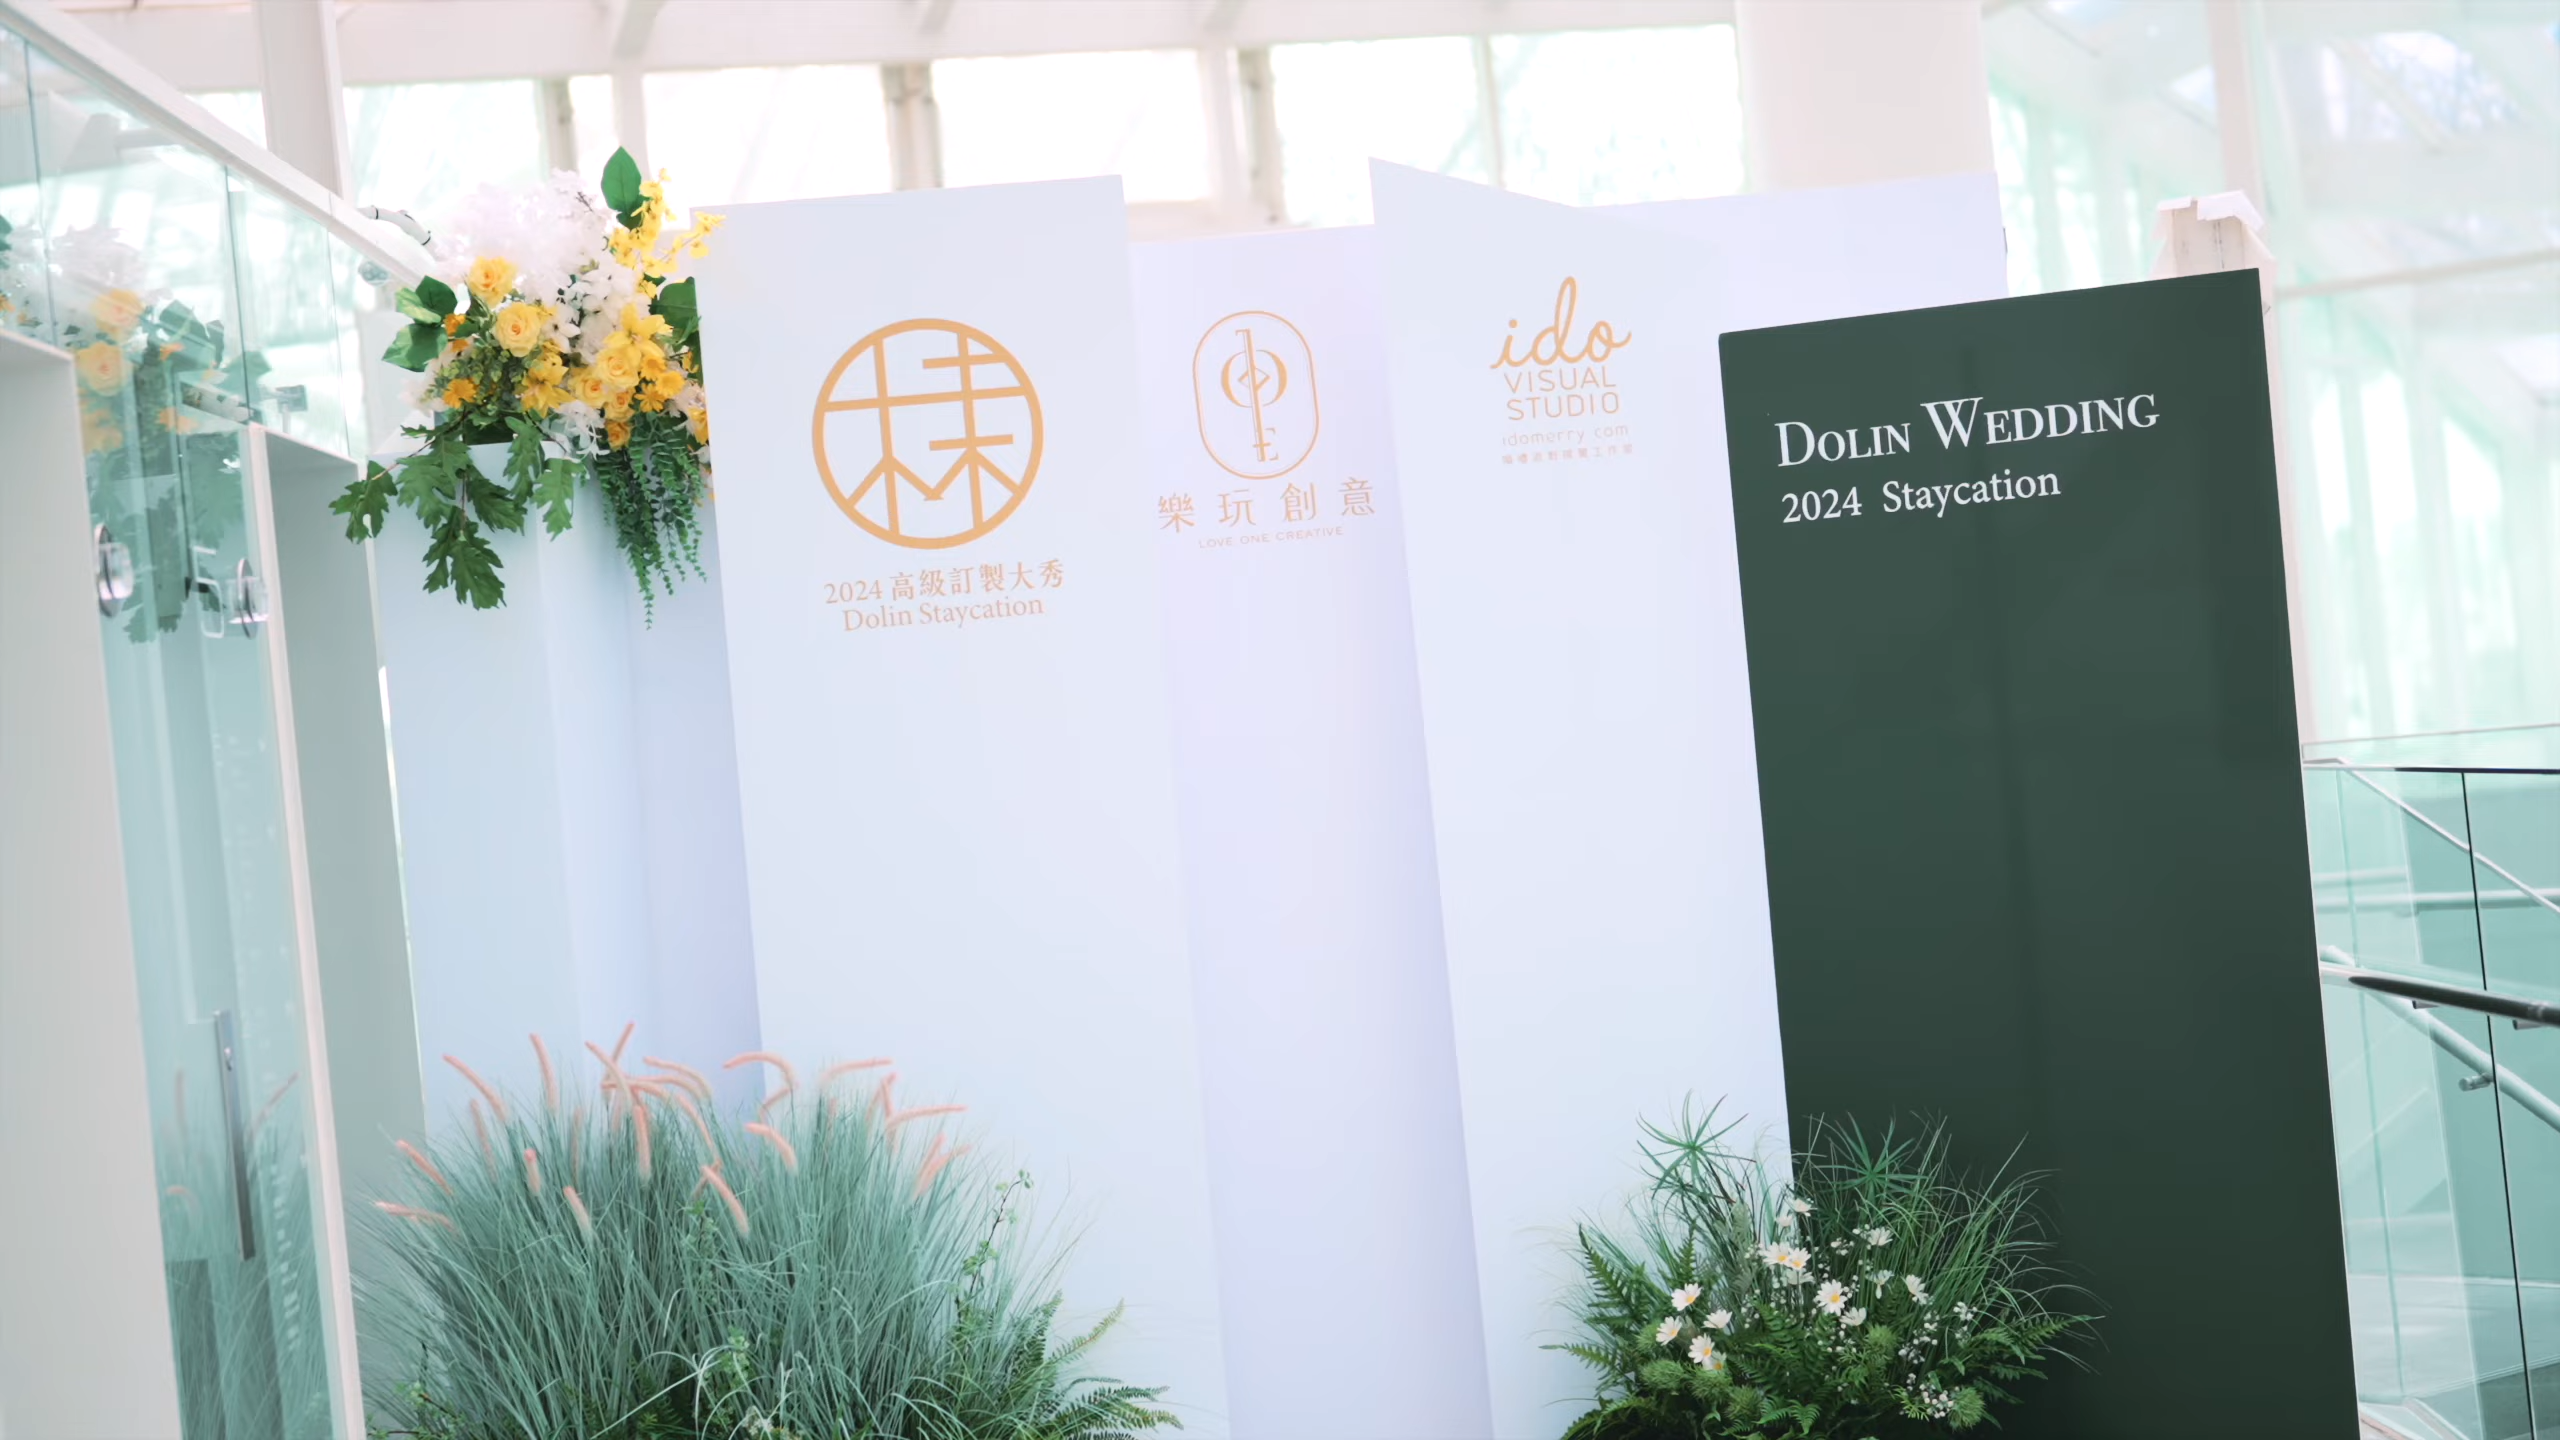 2024 高級訂製大秀
Dolin Staycation
樂玩創意
LOVE ONE CREATIVE
ido
VISUAL
STUDIO
idomerry.com
DOLIN WEDDING
2024 Staycation